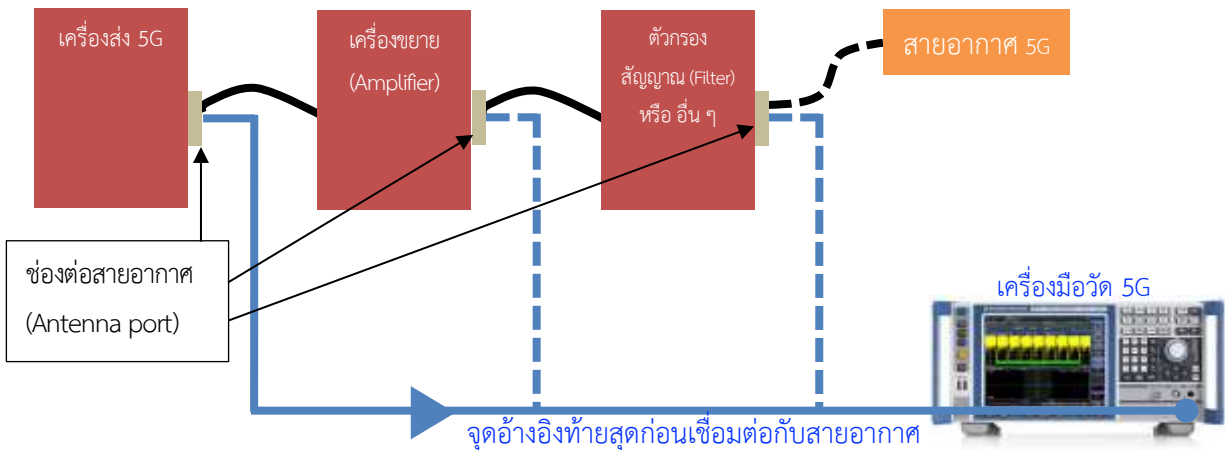 เครื่องส่ง 5G
เครื่องขยาย
(Amplifier)
ตัวกรอง
สัญญาณ (Filter)
หรือ อื่น ๆ
สายอากาศ 5G
ช่องต่อสายอากาศ
(Antenna port)
เครื่องมือวัด 5G
จุดอ้างอิงท้ายสุดก่อนเชื่อมต่อกับสายอากาศ